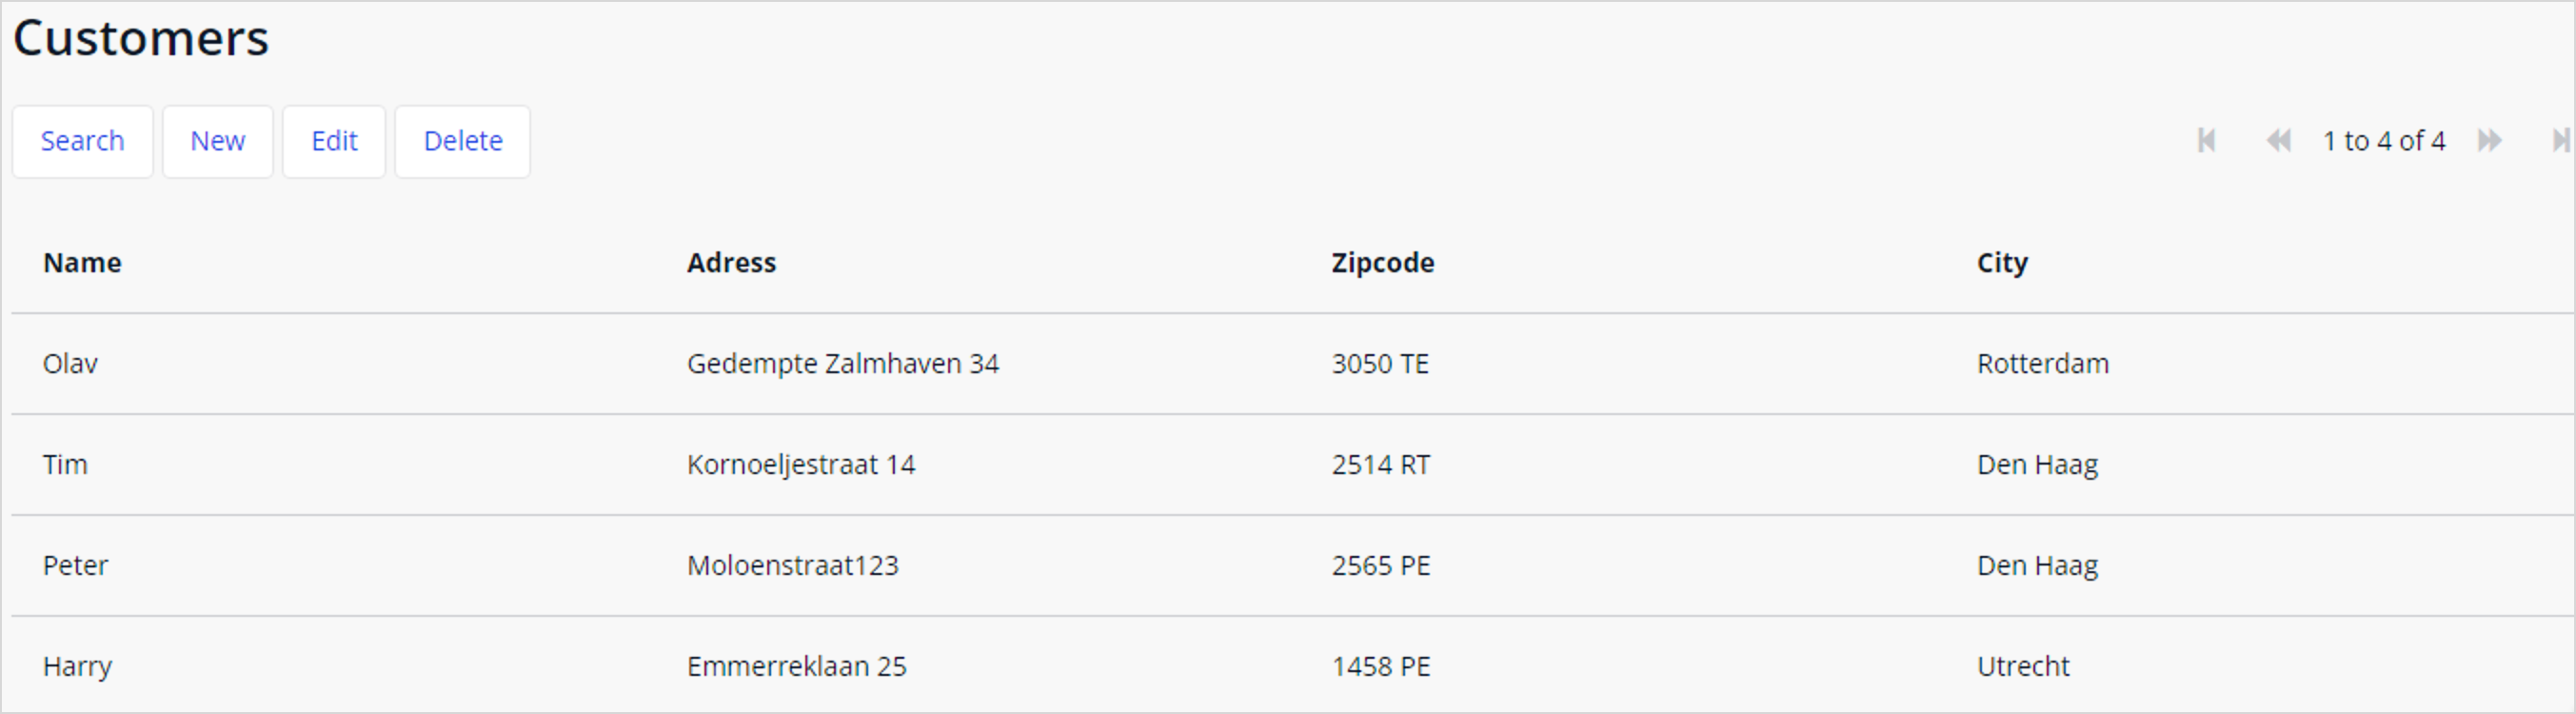 Customers
Search New Edit Delete 1 to 4 of 4
Name Adress Zipcode City
Olav Gedempte Zalmhaven 34 3050 TE Rotterdam
Tim Kornoeljestraat 14 2514 RT Den Haag
Peter Moloenstraat123 2565 PE Den Haag
Harry Emmerreklaan 25 1458 PE Utrecht